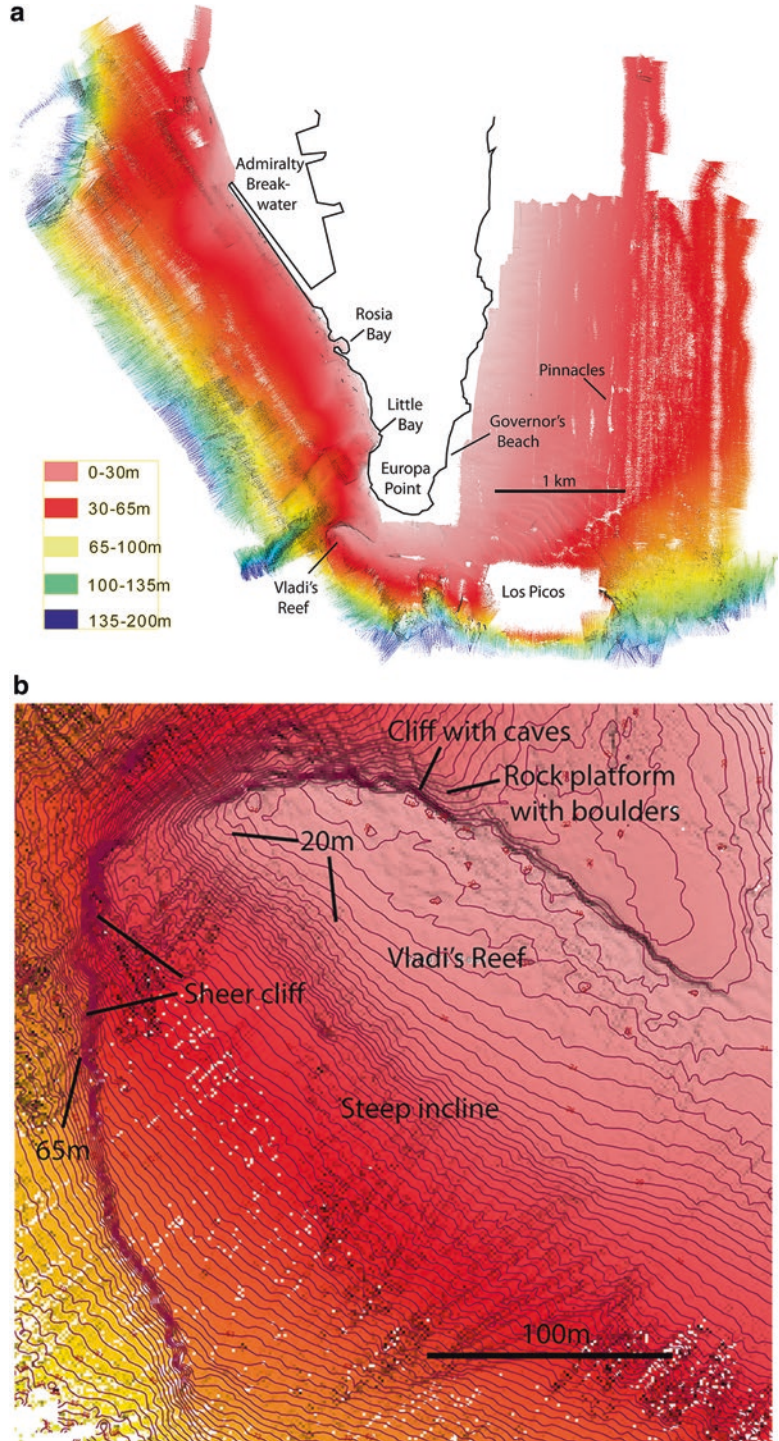 a
Admiralty
Break-
water
Rosia
Bay
Pinnacles
Little
Bay
Governor's
Beach
Europa
Point
1 km
0-30m
30-65m
65-100m
100-135m
135-200m
Vladi's
Reef
Los Picos
b
Cliff with caves
Rock platform
with boulders
20m
Vladi's Reef
Sheer cliff
Steep incline
65m
100m